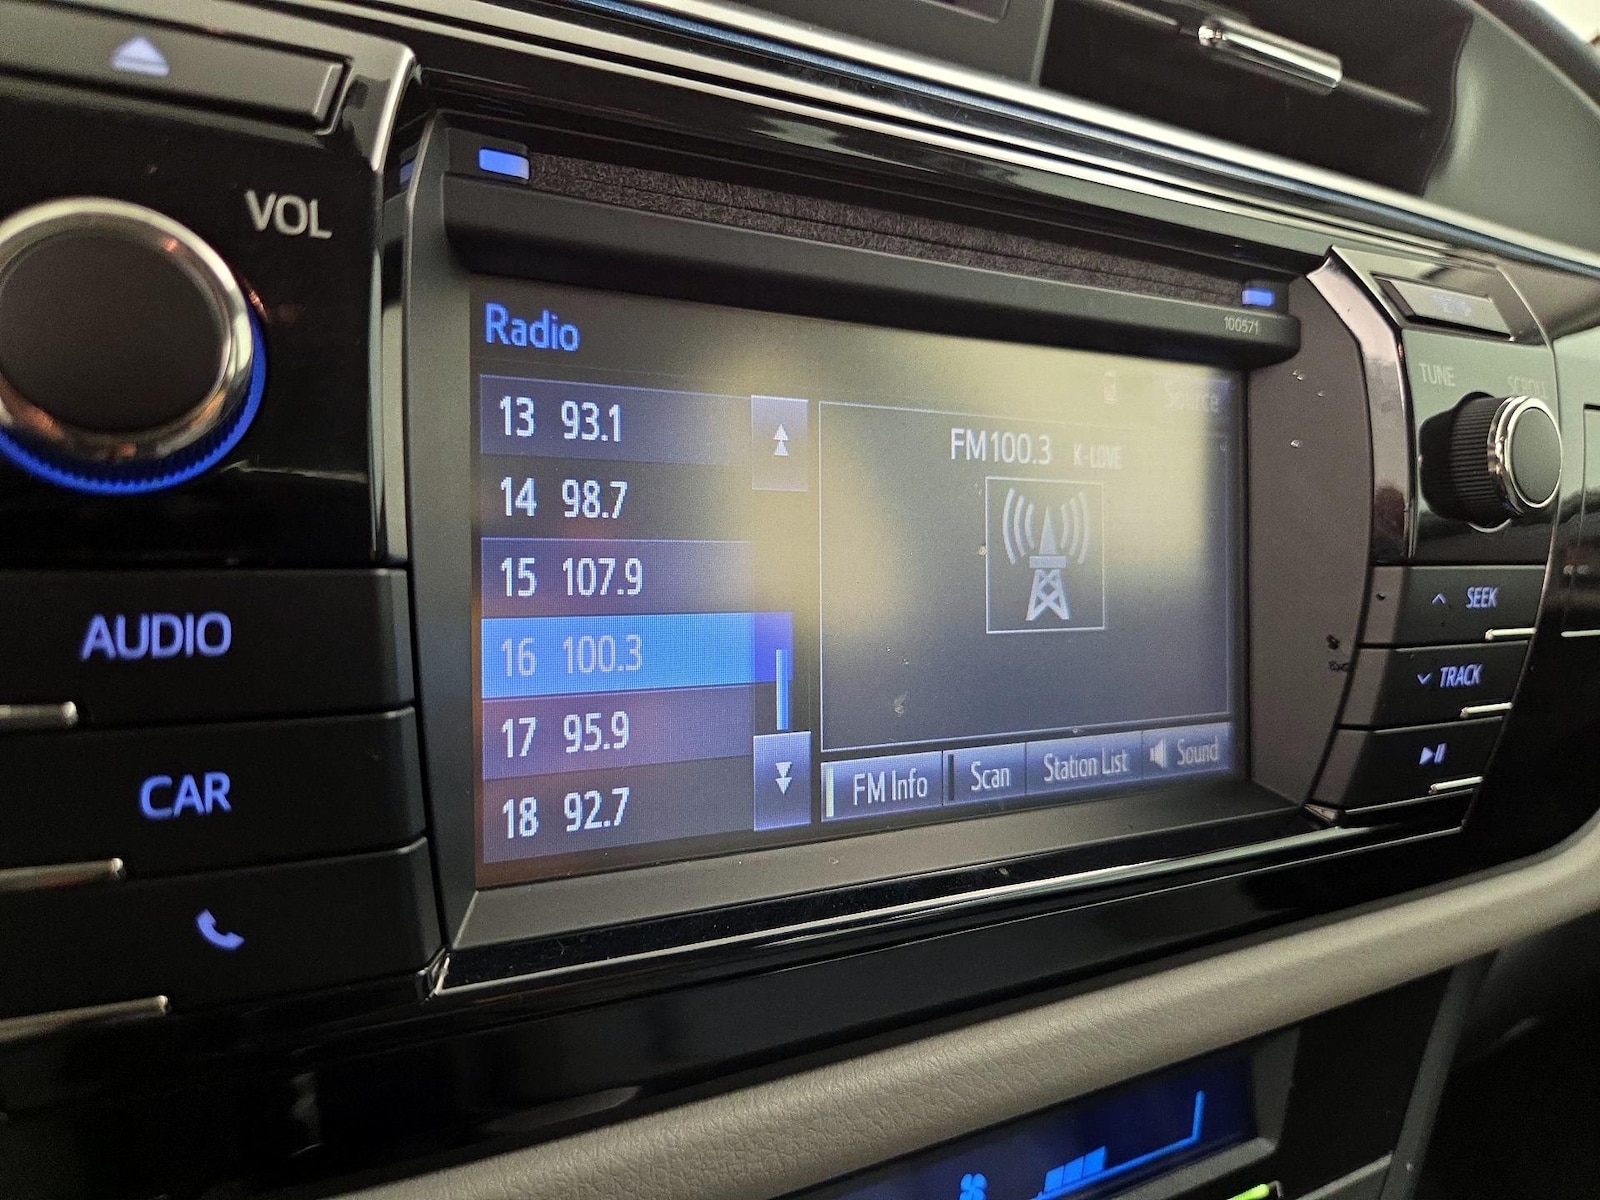 VOL
100571
Radio
Source
TUNE
SCROLL
13 93.1
14 98.7
15 107.9
16 100.3
17 95.9
18 92.7
FM100.3 K-LOVE
FM Info
Scan
Station List
Sound
AUDIO
CAR
SEEK
TRACK